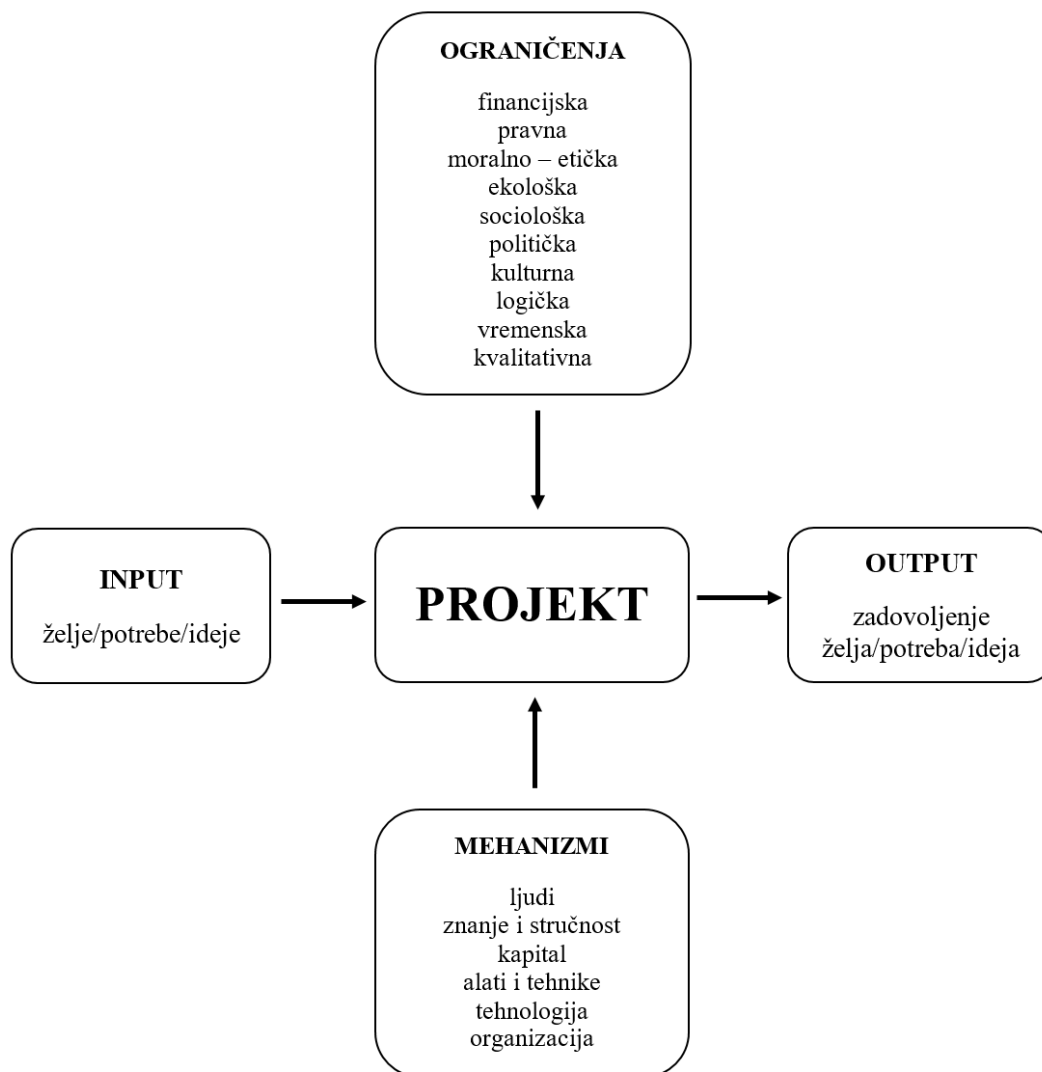 OGRANIČENJA
financijska
pravna
moralno – etička
ekološka
sociološka
politička
kulturna
logička
vremenska
kvalitativna
INPUT
želje/potrebe/ideje
PROJEKT
OUTPUT
zadovoljenje
želja/potreba/ideja
MEHANIZMI
ljudi
znanje i stručnost
kapital
alati i tehnike
tehnologija
organizacija